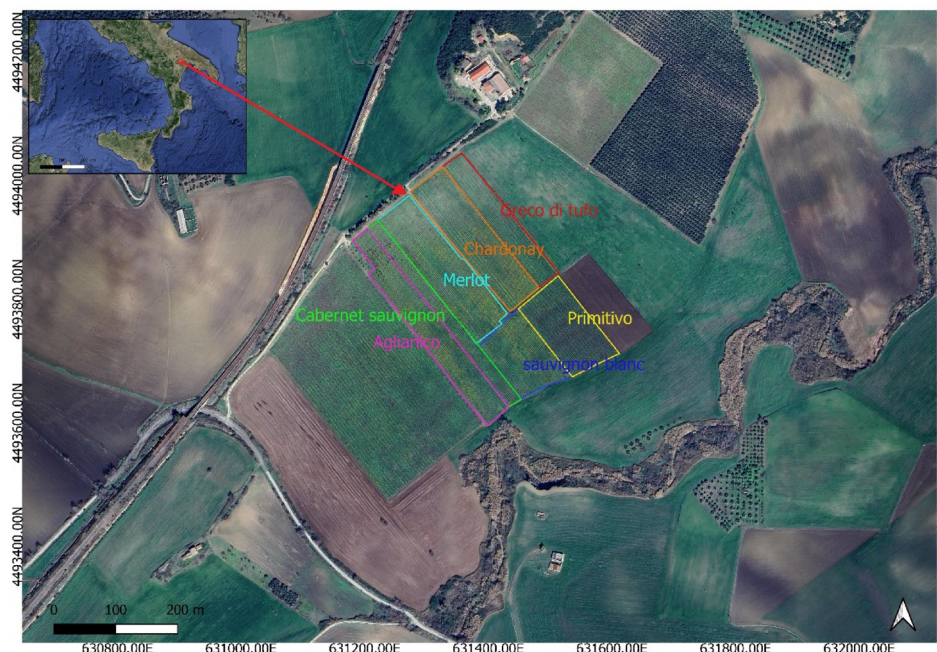 4494200.00N
4494000.00N
4493800.00N
4493600.00N
4493400.00N
Greco di tufo
Chardonay
Merlot
Cabernet sauvignon
Primitivo
Aglianico
sauvignon blanc
0 100 200 m
630800.00E 631000.00E 631200.00E 631400.00E 631600.00E 631800.00E 632000.00E